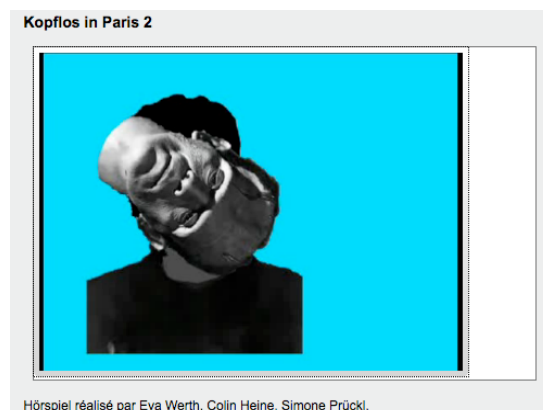 Kopflos in Paris 2
Hörspiel réalisé par Eva Werth, Colin Heine, Simone Prückl.